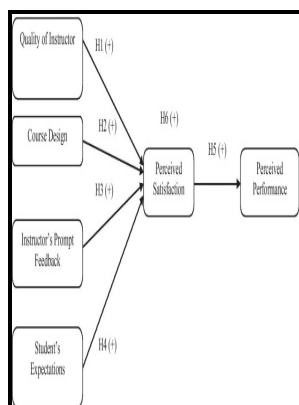 Quality of Instructor
H1 (+)
H6 (+)
Course Design
H2 (+)
H5 (+)
Perceived
Satisfaction
Perceived
Performance
H3 (+)
Instructor's Prompt
Feedback
H4 (+)
Student's
Expectations